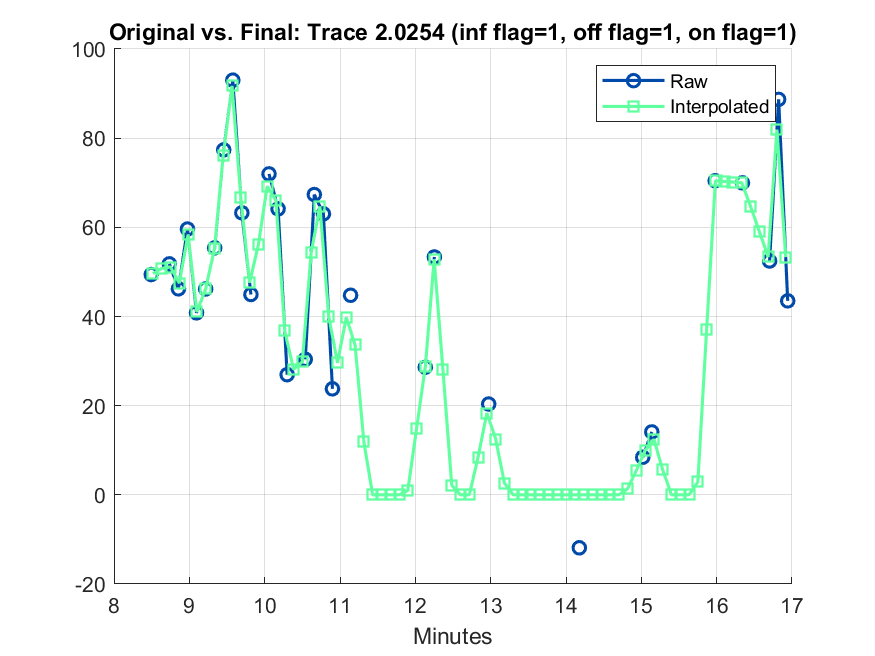 Original vs. Final: Trace 2.0254 (inf flag=1, off flag=1, on flag=1)
100
80
60
40
20
0
-20
Raw
Interpolated
8 9 10 11 12 13 14 15 16 17
Minutes